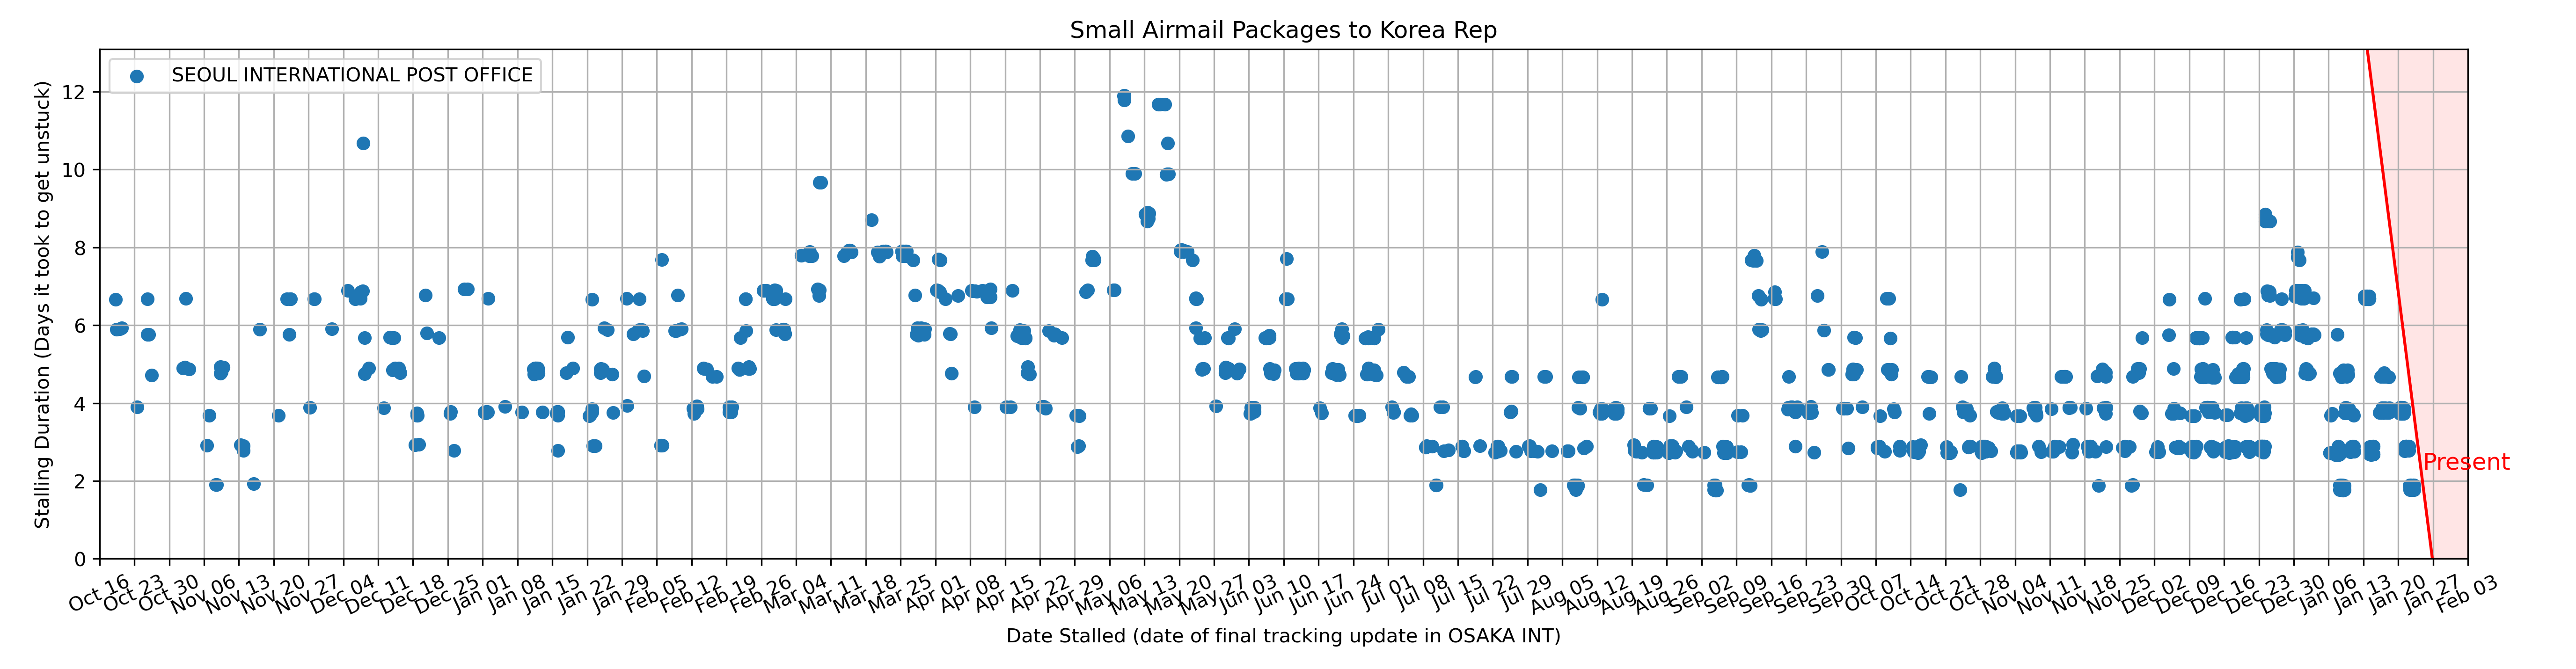 Small Airmail Packages to Korea Rep
SEOUL INTERNATIONAL POST OFFICE
Stalling Duration (Days it took to get unstuck)
12
10
8
6
4
2
0
Present
Oct 16 Oct 23 Oct 30 Nov 06 Nov 13 Nov 20 Nov 27 Dec 04 Dec 11 Dec 18 Dec 25 Jan 01 Jan 08 Jan 15 Jan 22 Jan 29 Feb 05 Feb 12 Feb 19 Feb 26 Mar 04 Mar 11 Mar 18 Mar 25 Apr 01 Apr 08 Apr 15 Apr 22 Apr 29 May 06 May 13 May 20 May 27 Jun 03 Jun 10 Jun 17 Jun 24 Jul 01 Jul 08 Jul 15 Jul 22 Jul 29 Aug 05 Aug 12 Aug 19 Aug 26 Sep 02 Sep 09 Sep 16 Sep 23 Sep 30 Oct 07 Oct 14 Oct 21 Oct 28 Nov 04 Nov 11 Nov 18 Nov 25 Dec 02 Dec 09 Dec 16 Dec 23 Dec 30 Jan 06 Jan 13 Jan 20 Jan 27 Feb 03
Date Stalled (date of final tracking update in OSAKA INT)